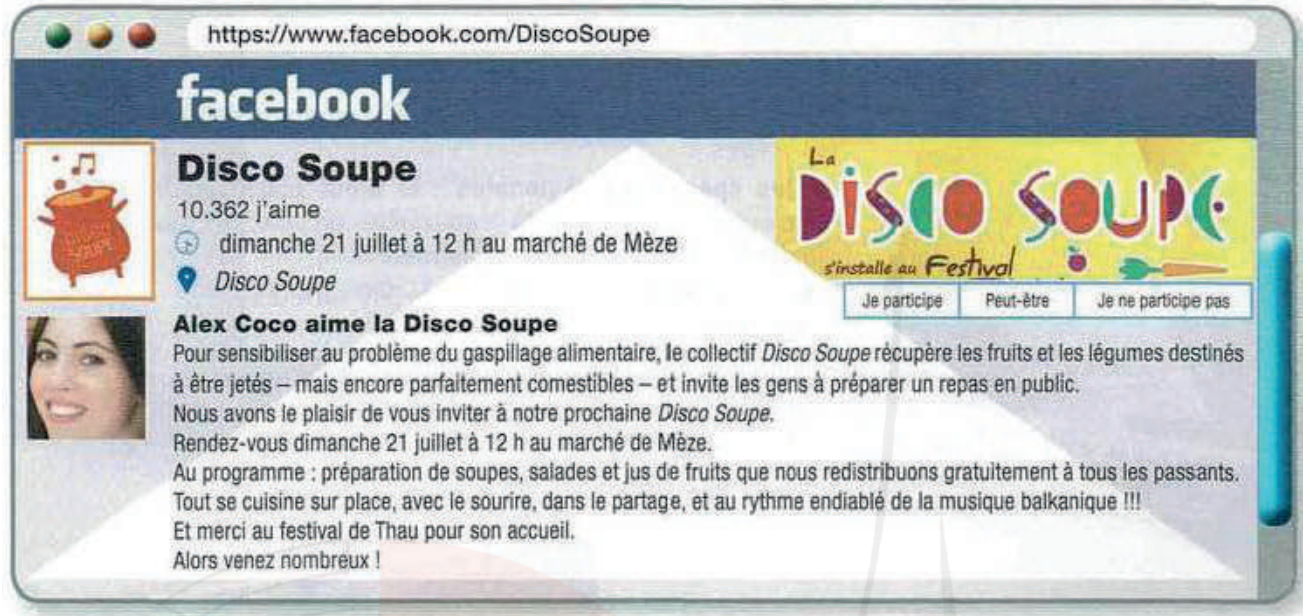 https://www.facebook.com/DiscoSoupe
facebook
Disco Soupe
10.362 j'aime
dimanche 21 juillet à 12 h au marché de Mèze
Disco Soupe
DISCO SOUPE
La
DISCO SOUPE
s'installe au Festival
Je participe Peut-être Je ne participe pas
Alex Coco aime la Disco Soupe
Pour sensibiliser au problème du gaspillage alimentaire, le collectif Disco Soupe récupère les fruits et les légumes destinés
à être jetés – mais encore parfaitement comestibles – et invite les gens à préparer un repas en public.
Nous avons le plaisir de vous inviter à notre prochaine Disco Soupe.
Rendez-vous dimanche 21 juillet à 12 h au marché de Mèze.
Au programme : préparation de soupes, salades et jus de fruits que nous redistribuons gratuitement à tous les passants.
Tout se cuisine sur place, avec le sourire, dans le partage, et au rythme endiablé de la musique balkanique !!!
Et merci au festival de Thau pour son accueil.
Alors venez nombreux !